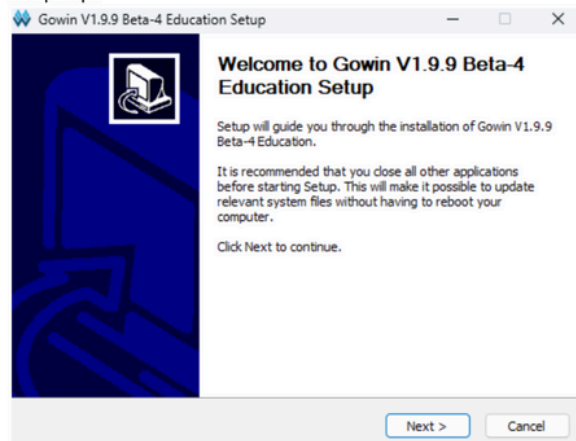 Gowin V1.9.9 Beta-4 Education Setup
Welcome to Gowin V1.9.9 Beta-4
Education Setup
Setup will guide you through the installation of Gowin V1.9.9
Beta-4 Education.
It is recommended that you close all other applications
before starting Setup. This will make it possible to update
relevant system files without having to reboot your
computer.
Click Next to continue.
Next >
Cancel